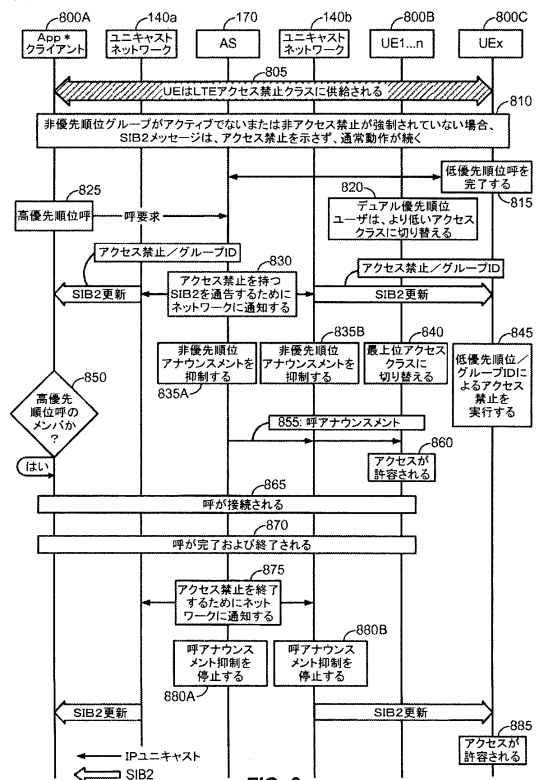 800A
140a
170
140b
800B
800C
App*
クライアント
ユニキャスト
ネットワーク
AS
ユニキャスト
ネットワーク
UE1...n
UEx
805
UEはLTEアクセス禁止クラスに供給される
810
非優先順位グループがアクティブでないまたは非アクセス禁止が強制されていない場合、
SIB2メッセージは、アクセス禁止を示さず、通常動作が続く
低優先順位呼を
完了する
815
825
高優先順位呼
呼要求
820
デュアル優先順位
ユーザは、より低いアクセス
クラスに切り替える
アクセス禁止/グループID
830
アクセス禁止を持つ
SIB2を通告するために
ネットワークに通知する
アクセス禁止/グループID
SIB2更新
SIB2更新
835B
840
845
非優先順位
アナウンスメントを
抑制する
835A
非優先順位
アナウンスメントを
抑制する
最上位アクセス
クラスに
切り替える
低優先順位/
グループIDに
よるアクセス
禁止を
実行する
850
高優先
順位呼の
メンバか
?
はい
855: 呼アナウンスメント
860
アクセスが
許容される
865
呼が接続される
870
呼が完了および終了される
875
アクセス禁止を終了
するためにネット
ワークに通知する
880B
呼アナウンス
メント抑制を
停止する
880A
呼アナウンス
メント抑制を
停止する
SIB2更新
SIB2更新
885
アクセスが
許容される
IPユニキャスト
SIB2